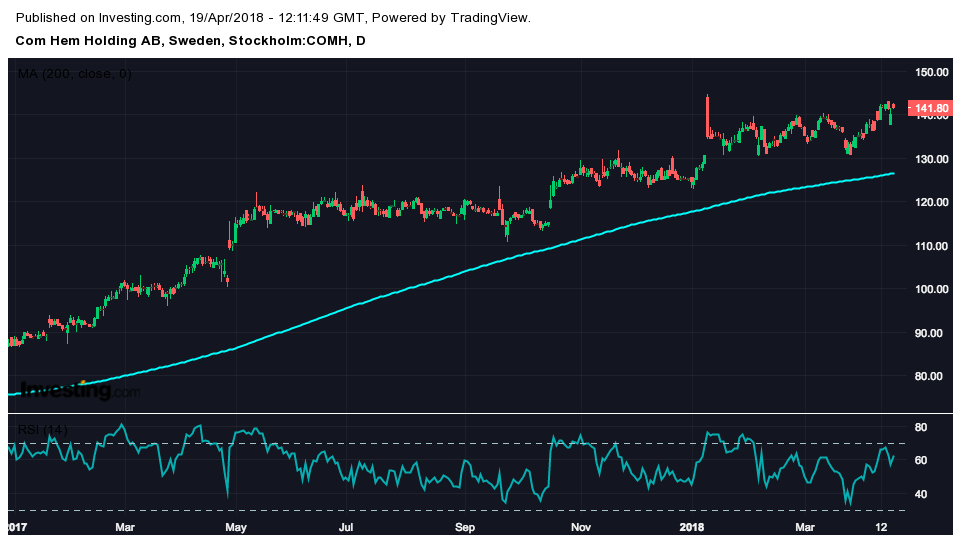 Published on Investing.com, 19/Apr/2018 - 12:11:49 GMT, Powered by TradingView.
Com Hem Holding AB, Sweden, Stockholm:COMH, D
MA (200, close, 0)
150.00
141.80
140.00
130.00
120.00
110.00
100.00
90.00
80.00
Investing.com
RSI (14)
80
60
40
2017 Mar May Jul Sep Nov 2018 Mar 12